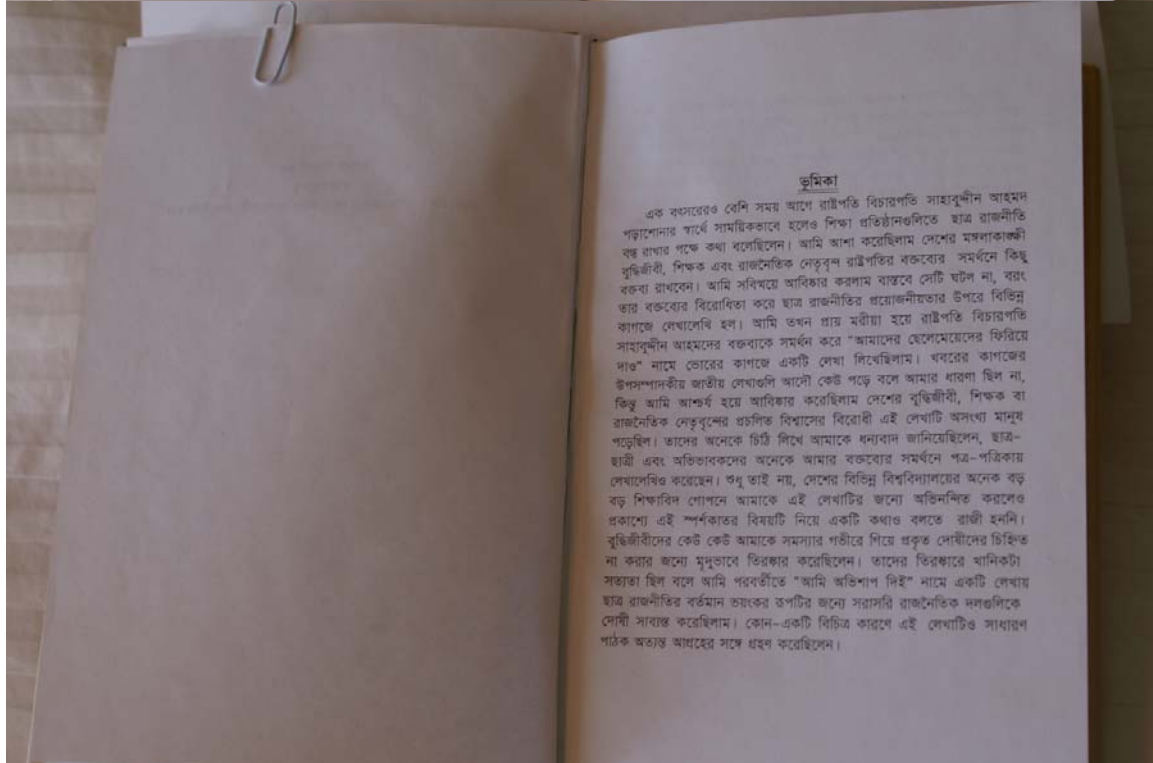 ভূমিকা
এক বৎসরেরও বেশি সময় আগে রাষ্ট্রপতি বিচারপতি সাহাবুদ্দীন আহমদ
পড়াশোনার স্বার্থে সাময়িকভাবে হলেও শিক্ষা প্রতিষ্ঠানগুলিতে ছাত্র রাজনীতি
বন্ধ রাখার পক্ষে কথা বলেছিলেন। আমি আশা করেছিলাম দেশের মঙ্গলাকাঙ্ক্ষী
বুদ্ধিজীবী, শিক্ষক এবং রাজনৈতিক নেতৃবৃন্দ রাষ্ট্রপতির বক্তব্যের সমর্থনে কিছু
বক্তব্য রাখবেন। আমি সবিস্ময়ে আবিষ্কার করলাম বাস্তবে সেটি ঘটল না, বরং
তার বক্তব্যের বিরোধিতা করে ছাত্র রাজনীতির প্রয়োজনীয়তার উপরে বিভিন্ন
কাগজে লেখালেখি হল। আমি তখন প্রায় মরীয়া হয়ে রাষ্ট্রপতি বিচারপতি
সাহাবুদ্দীন আহমদের বক্তব্যকে সমর্থন করে "আমাদের ছেলেমেয়েদের ফিরিয়ে
দাও" নামে ভোরের কাগজে একটি লেখা লিখেছিলাম। খবরের কাগজের
উপসম্পাদকীয় জাতীয় লেখাগুলি আদৌ কেউ পড়ে বলে আমার ধারণা ছিল না,
কিন্তু আমি আশ্চর্য হয়ে আবিষ্কার করেছিলাম দেশের বুদ্ধিজীবী, শিক্ষক বা
রাজনৈতিক নেতৃবৃন্দের প্রচলিত বিশ্বাসের বিরোধী এই লেখাটি অসংখ্য মানুষ
পড়েছিল। তাদের অনেকে চিঠি লিখে আমাকে ধন্যবাদ জানিয়েছিলেন, ছাত্র-
ছাত্রী এবং অভিভাবকদের অনেকে আমার বক্তব্যের সমর্থনে পত্র-পত্রিকায়
লেখালেখিও করেছেন। শুধু তাই নয়, দেশের বিভিন্ন বিশ্ববিদ্যালয়ের অনেক বড়
বড় শিক্ষাবিদ গোপনে আমাকে এই লেখাটির জন্যে অভিনন্দিত করলেও
প্রকাশ্যে এই স্পর্শকাতর বিষয়টি নিয়ে একটি কথাও বলতে রাজী হননি।
বুদ্ধিজীবীদের কেউ কেউ আমাকে সমস্যার গভীরে গিয়ে প্রকৃত দোষীদের চিহ্নিত
না করার জন্যে মৃদুভাবে তিরস্কার করেছিলেন। তাদের তিরস্কারে খানিকটা
সত্যতা ছিল বলে আমি পরবর্তীতে "আমি অভিশাপ দিই" নামে একটি লেখায়
ছাত্র রাজনীতির বর্তমান ভয়ংকর রূপটির জন্যে সরাসরি রাজনৈতিক দলগুলিকে
দোষী সাব্যস্ত করেছিলাম। কোন-একটি বিচিত্র কারণে এই লেখাটিও সাধারণ
পাঠক অত্যন্ত আগ্রহের সঙ্গে গ্রহণ করেছিলেন।